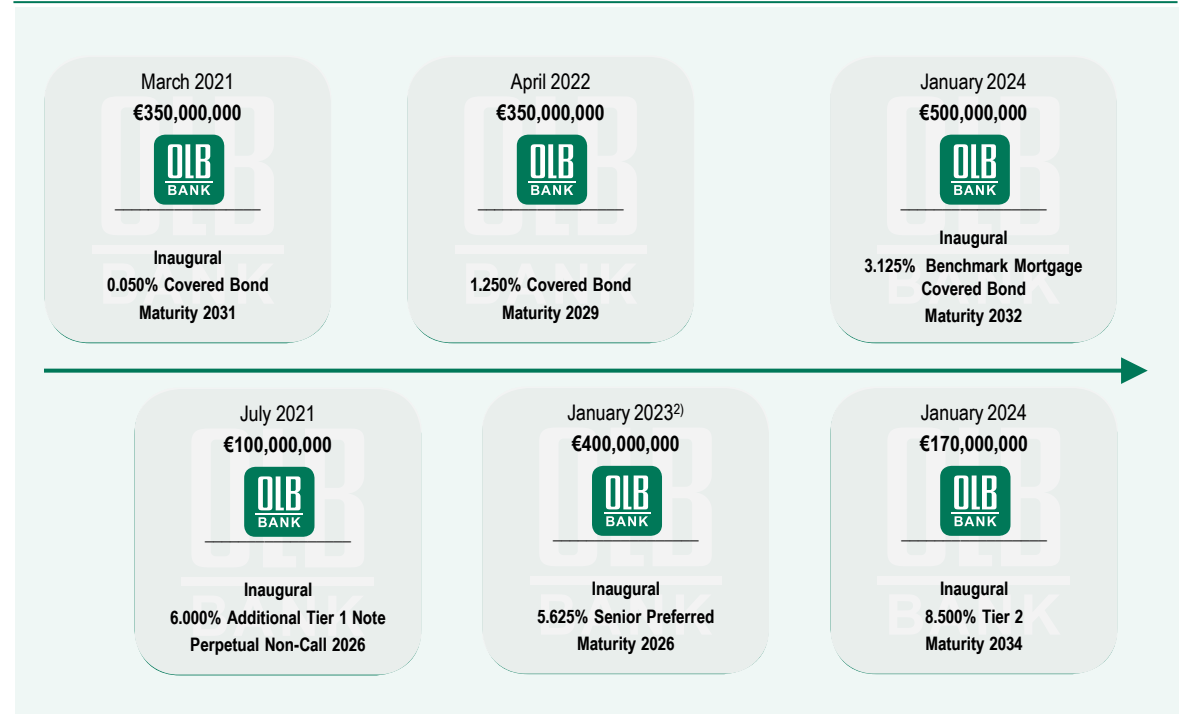 March 2021
€350,000,000
OLB
BANK
Inaugural
0.050% Covered Bond
Maturity 2031
April 2022
€350,000,000
OLB
BANK
1.250% Covered Bond
Maturity 2029
January 2024
€500,000,000
OLB
BANK
Inaugural
3.125% Benchmark Mortgage
Covered Bond
Maturity 2032
July 2021
€100,000,000
OLB
BANK
Inaugural
6.000% Additional Tier 1 Note
Perpetual Non-Call 2026
January 2023²⁾
€400,000,000
OLB
BANK
Inaugural
5.625% Senior Preferred
Maturity 2026
January 2024
€170,000,000
OLB
BANK
Inaugural
8.500% Tier 2
Maturity 2034